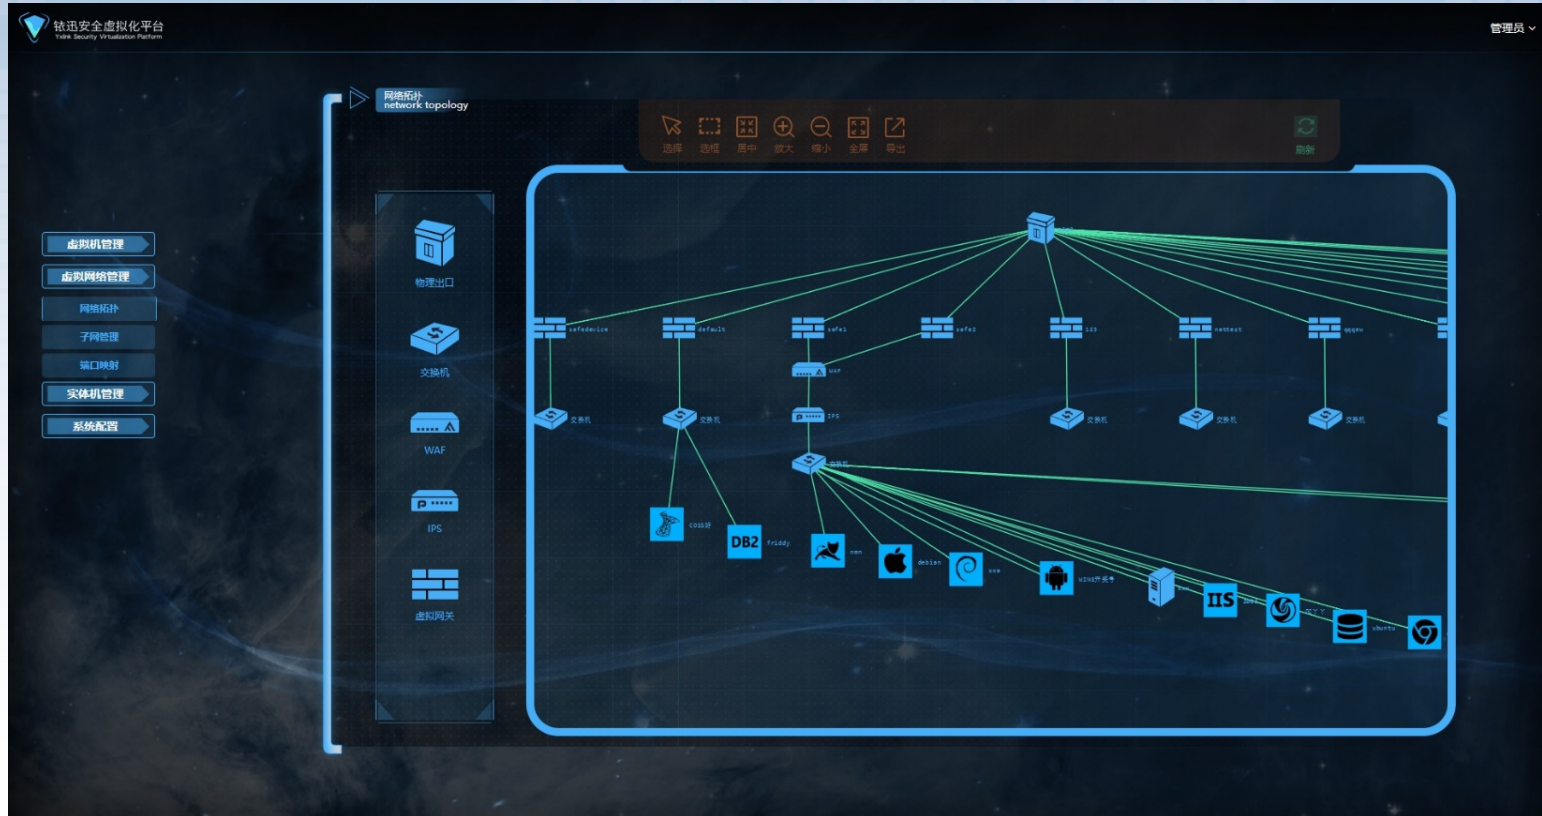 铱迅安全虚拟化平台
Yxlink Security Virtualization Platform
管理员
网络拓扑
network topology
选择 选框 居中 放大 缩小 全屏 导出 刷新
虚拟机管理
虚拟网络管理
网络拓扑
子网管理
端口映射
实体机管理
系统配置
物理出口
交换机
WAF
IPS
虚拟网关
safedevice default safe1 safe2 123 nettest qqqew
WAF
IPS
交换机 交换机 交换机 交换机 交换机
交换机
DB2 friddy
debian
IIS
ubuntu